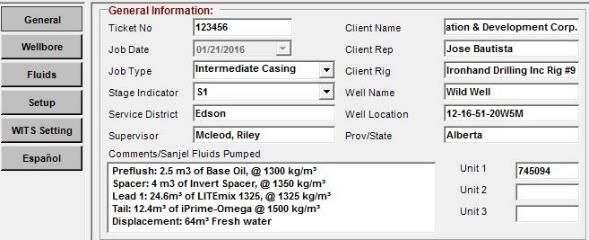 General
Wellbore
Fluids
Setup
WITS Setting
Español
General Information:
Ticket No 123456 Client Name ation & Development Corp.
Job Date 01/21/2016 Client Rep Jose Bautista
Job Type Intermediate Casing Client Rig Ironhand Drilling Inc Rig #9
Stage Indicator S1 Well Name Wild Well
Service District Edson Well Location 12-16-51-20W5M
Supervisor Mcleod, Riley Prov/State Alberta
Comments/Sanjel Fluids Pumped
Preflush: 2.5 m3 of Base Oil, @ 1300 kg/m³
Spacer: 4 m3 of Invert Spacer, @ 1350 kg/m³
Lead 1: 24.6m³ of LITEmix 1325, @ 1325 kg/m³
Tail: 12.4m³ of iPrime-Omega @ 1500 kg/m³
Displacement: 64m³ Fresh water
Unit 1 745094
Unit 2
Unit 3